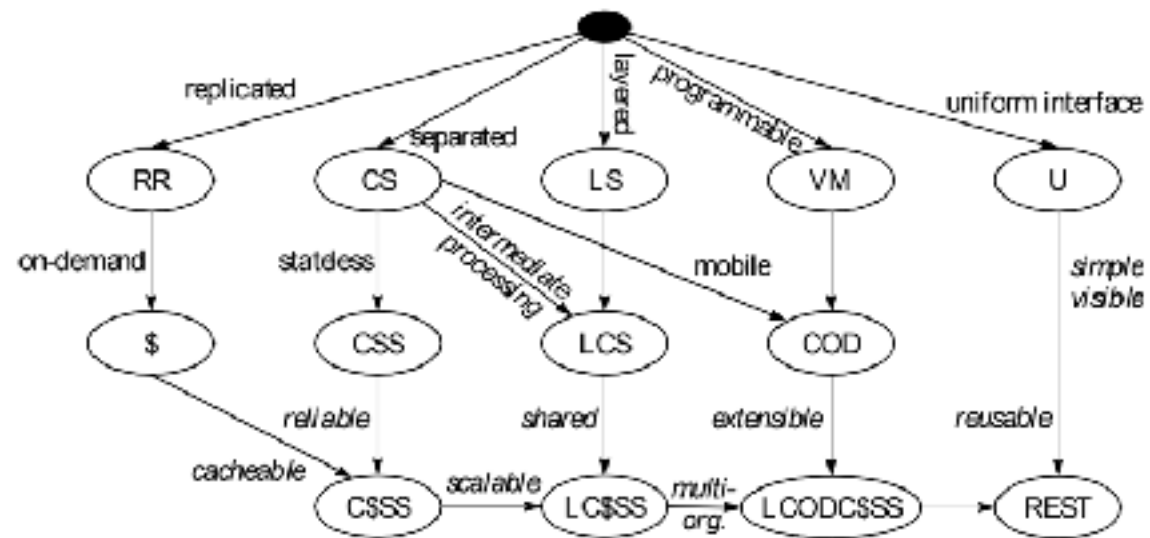 replicated
separated
layered
programmable
uniform interface
RR
CS
LS
VM
U
on-demand
stateless
intermediate
processing
mobile
simple
visible
$
CSS
LCS
COD
reliable
shared
extensible
reusable
cacheable
scalable
multi-
org.
C$SS
LC$SS
LCODC$SS
REST